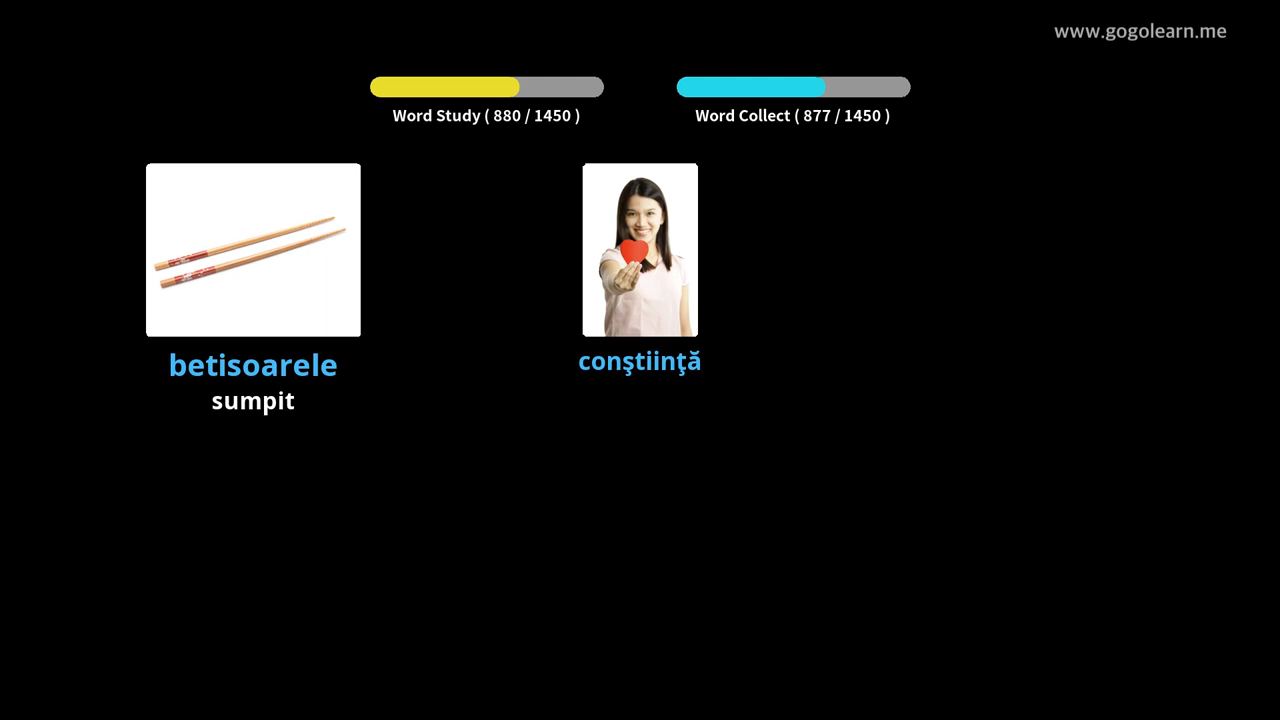 www.gogolearn.me
Word Study ( 880 / 1450 )
Word Collect ( 877 / 1450 )
betisoarele
sumpit
conştiinţă